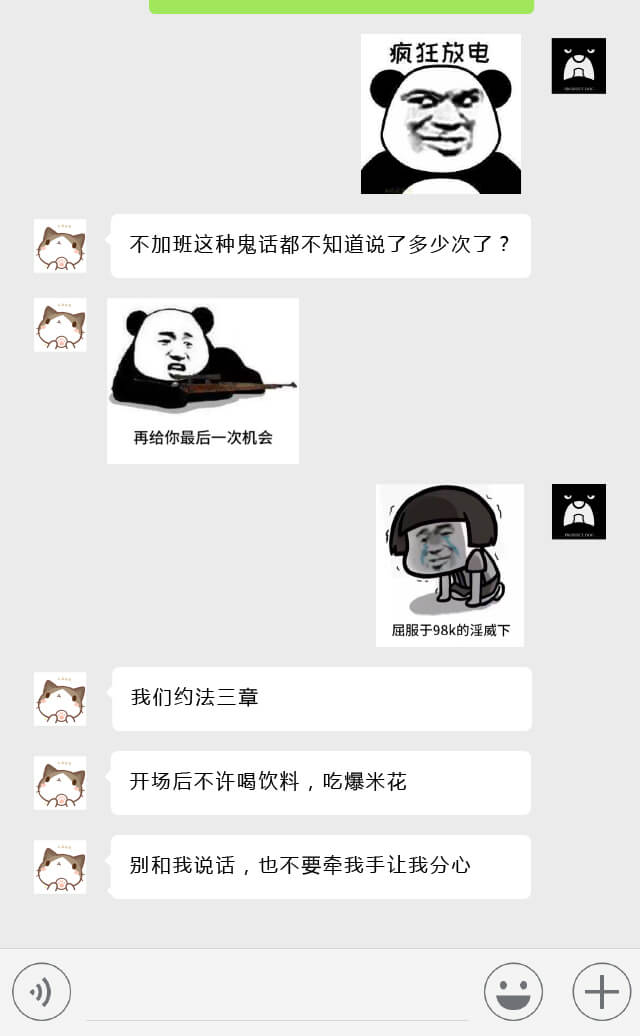 疯狂放电
不加班这种鬼话都不知道说了多少次了？
再给你最后一次机会
屈服于98k的淫威下
我们约法三章
开场后不许喝饮料，吃爆米花
别和我说话，也不要牵我手让我分心